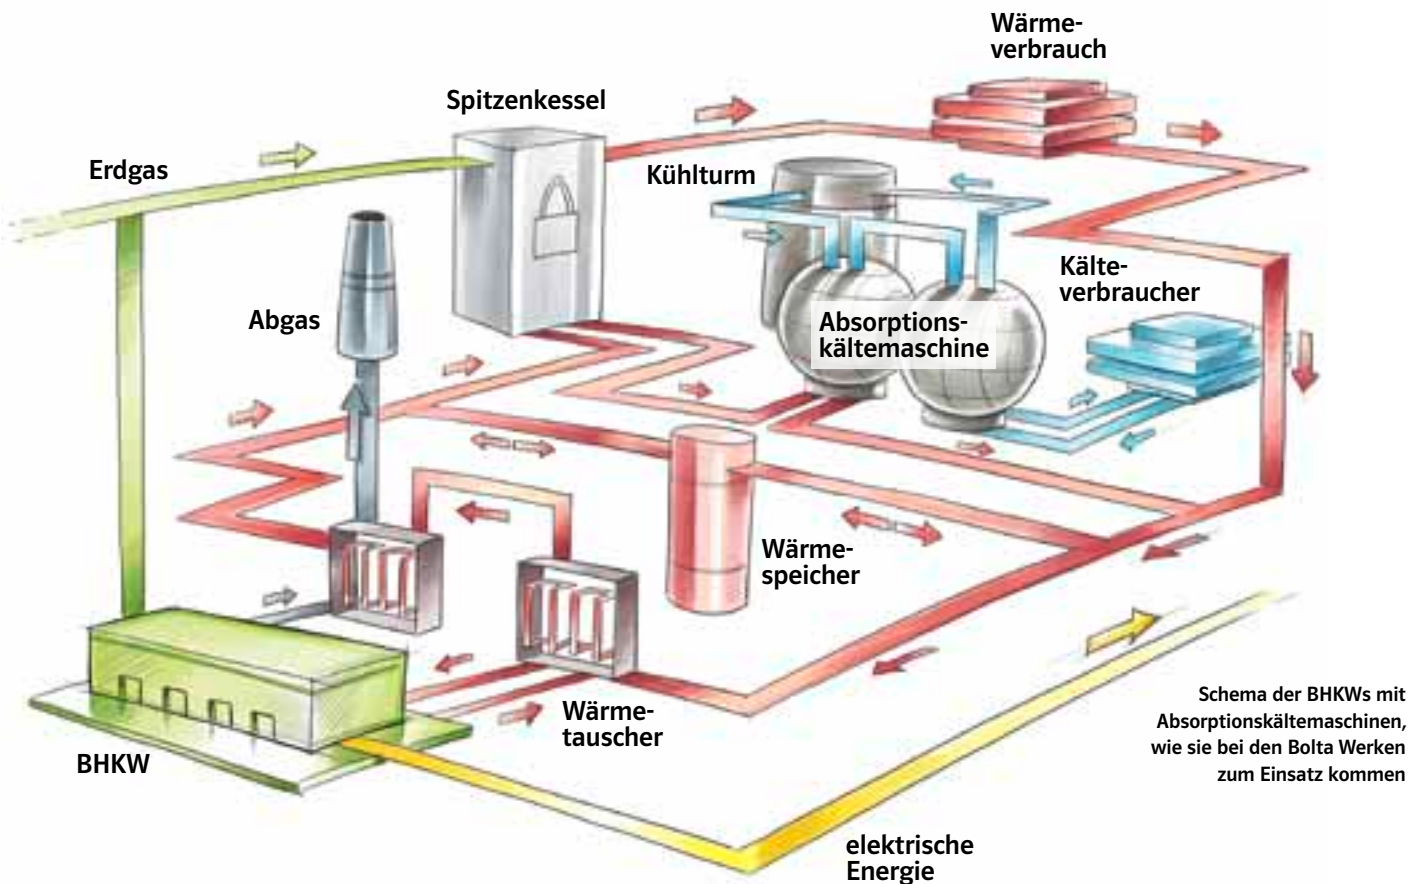 Wärme-
verbrauch
Spitzenkessel
Erdgas
Kühlturm
Kälte-
verbraucher
Abgas
Absorptions-
kältemaschine
Wärme-
speicher
Wärme-
tauscher
BHKW
Schema der BHKWs mit
Absorptionskältemaschinen,
wie sie bei den Bolta Werken
zum Einsatz kommen
elektrische
Energie